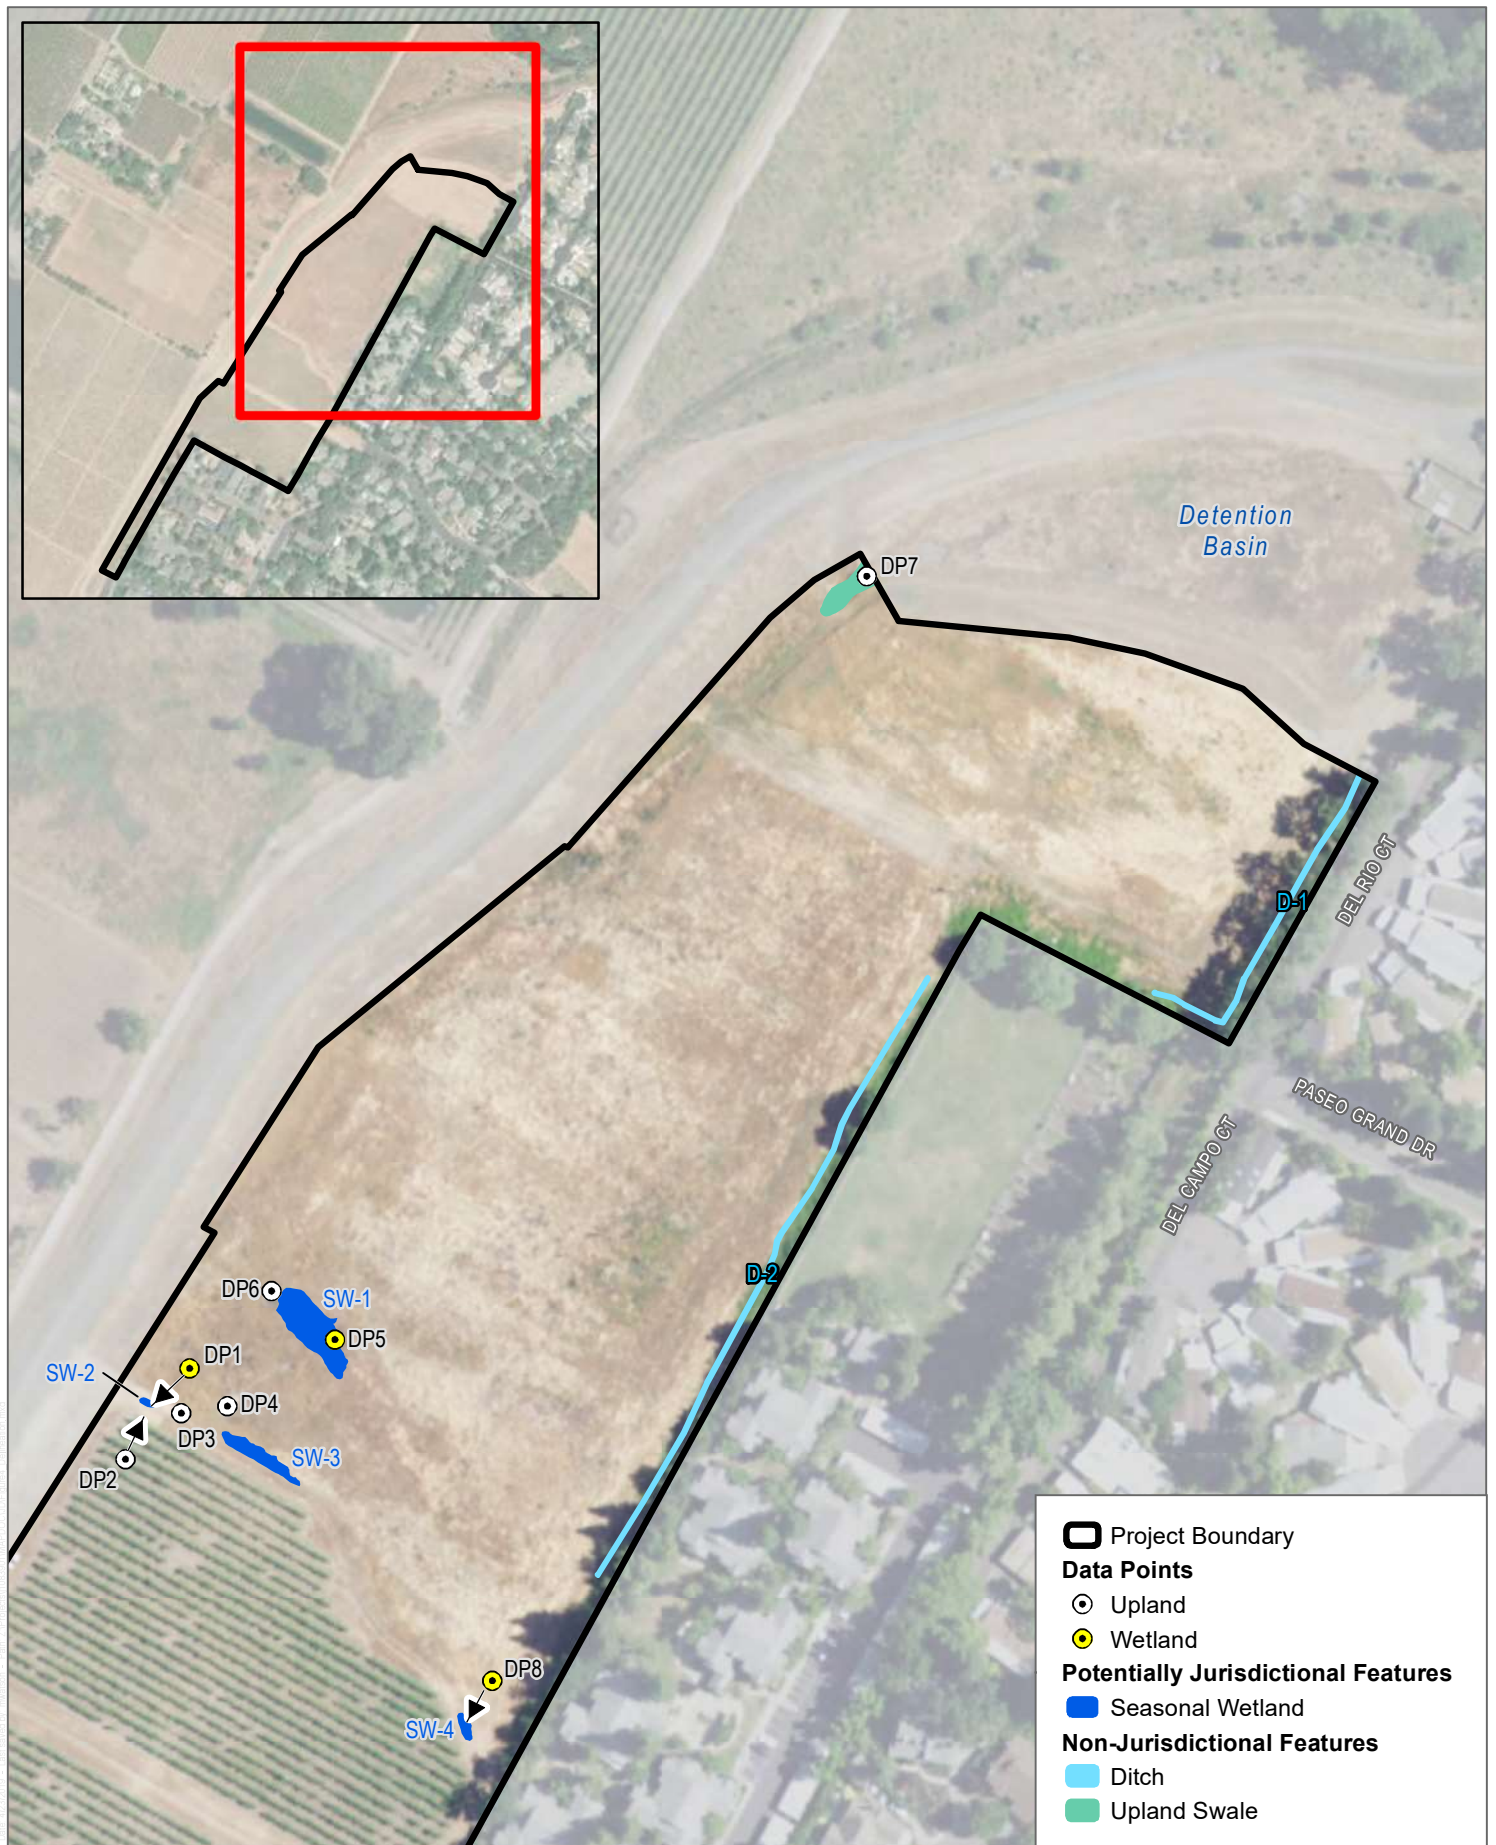 Detention
Basin
DP7
D-1
DEL RIO CT
PASEO GRAND DR
DEL CAMPO CT
D-2
DP6
SW-1
DP5
DP1
SW-2
DP4
DP3
SW-3
DP2
DP8
SW-4
Project Boundary
Data Points
Upland
Wetland
Potentially Jurisdictional Features
Seasonal Wetland
Non-Jurisdictional Features
Ditch
Upland Swale